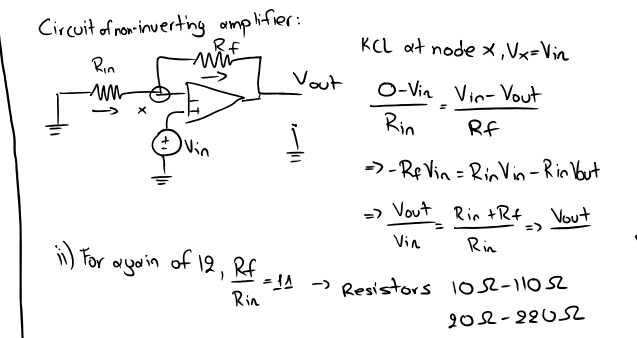 Circuit of non-inverting amplifier:
Rf
Rin
x
Vout
Vin
KCL at node x, Vx=Vin
0-Vin / Rin = Vin-Vout / Rf
=> -RfVin = RinVin - RinVout
=> Vout / Vin = Rin+Rf / Rin => Vout
ii) For again of 12, Rf / Rin = 11 → Resistors 10Ω-110Ω
20Ω-220Ω